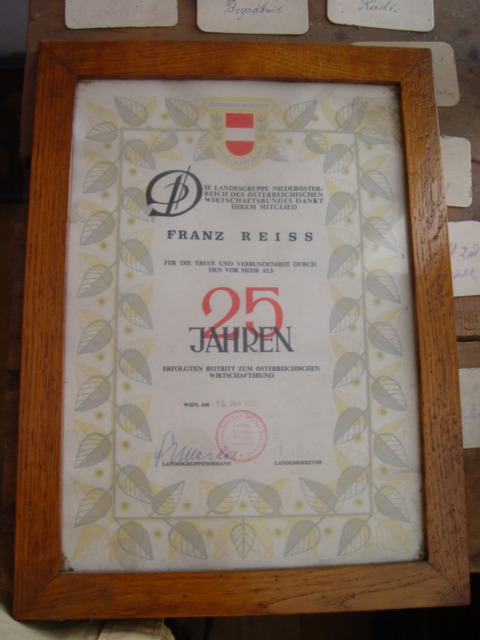 Begräbnis
DIE LANDESGRUPPE NIEDERÖSTER-
REICH DES ÖSTERREICHISCHEN
WIRTSCHAFTSBUNDES DANKT
IHREM MITGLIED
FRANZ REISS
FÜR DIE TREUE UND VERBUNDENHEIT DURCH
DEN VOR MEHR ALS
25
JAHREN
ERFOLGTEN BEITRITT ZUM ÖSTERREICHISCHEN
WIRTSCHAFTSBUND
WIEN, AM
LANDESGRUPPENOBMANN
LANDESSEKRETÄR